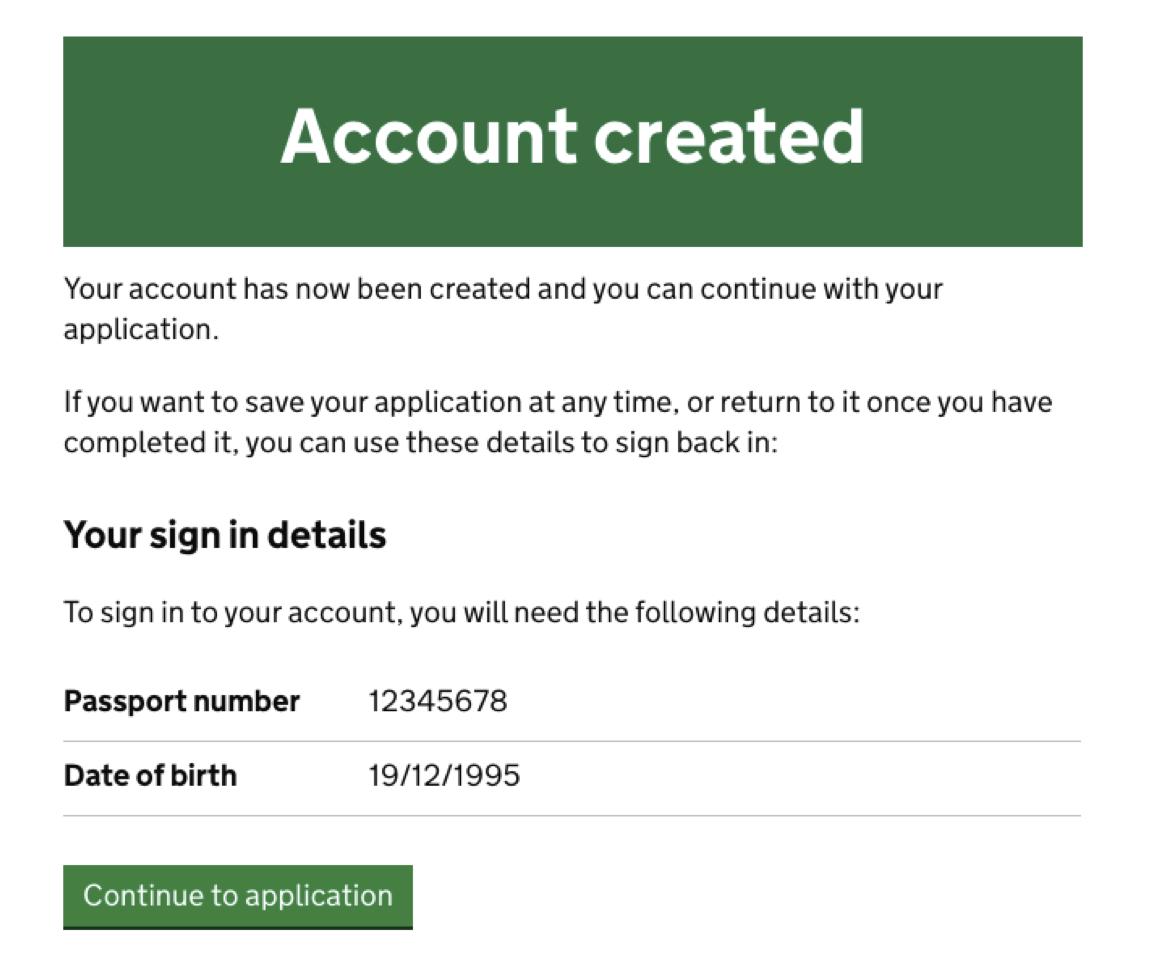 Account created
Your account has now been created and you can continue with your
application.
If you want to save your application at any time, or return to it once you have
completed it, you can use these details to sign back in:
Your sign in details
To sign in to your account, you will need the following details:
Passport number 12345678
Date of birth 19/12/1995
Continue to application